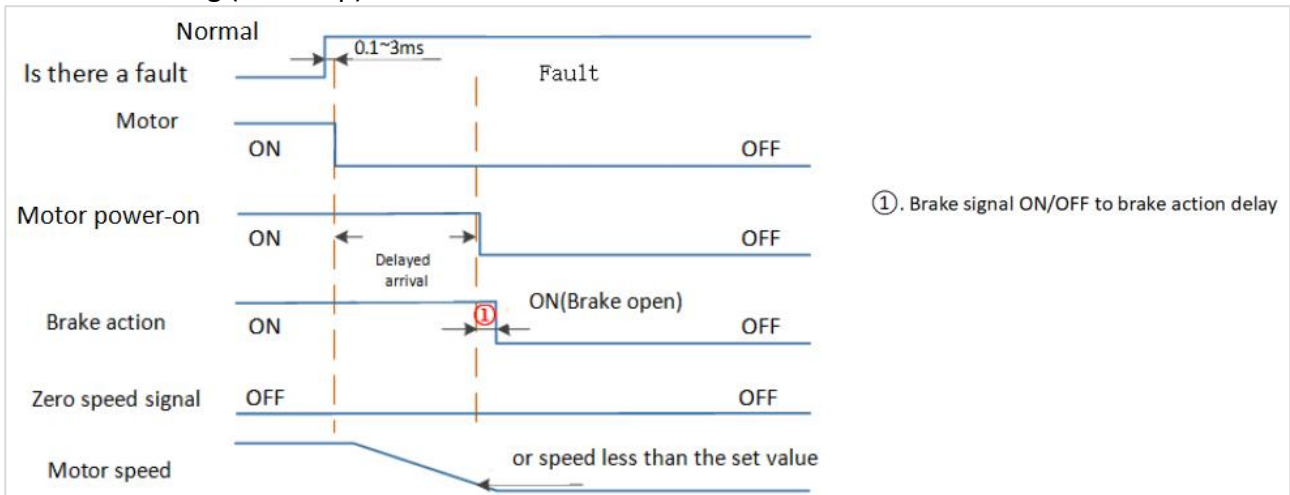 Normal
0.1~3ms
Is there a fault
Fault
Motor
ON
OFF
Motor power-on
ON
OFF
Delayed
arrival
①. Brake signal ON/OFF to brake action delay
①
ON(Brake open)
Brake action
ON
OFF
Zero speed signal
OFF
OFF
or speed less than the set value
Motor speed